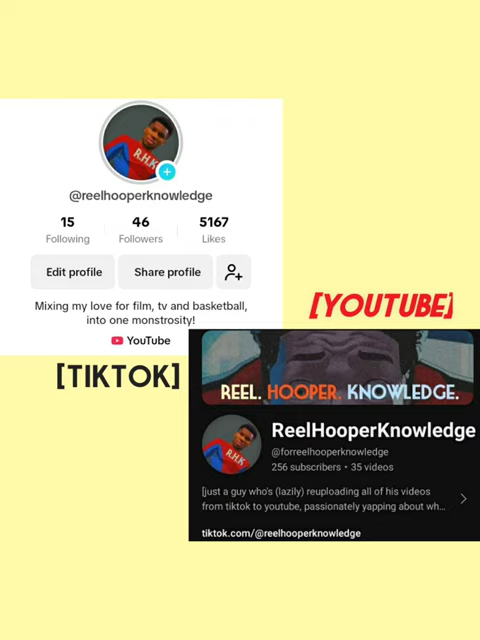 R.H.K
@reelhooperknowledge
15 46 5167
Following Followers Likes
Edit profile Share profile
Mixing my love for film, tv and basketball,
into one monstrosity!
YouTube
[TIKTOK]
[YOUTUBE]
REEL. HOOPER. KNOWLEDGE.
ReelHooperKnowledge
@forreelhooperknowledge
256 subscribers • 35 videos
R.H.K
[just a guy who's (lazily) reuploading all of his videos
from tiktok to youtube, passionately yapping about wh...
tiktok.com/@reelhooperknowledge